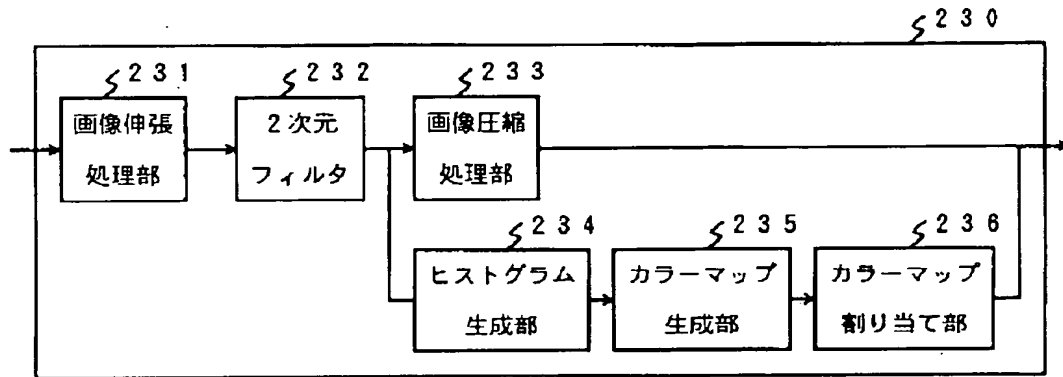 230
231
232
233
画像伸張
処理部
2次元
フィルタ
画像圧縮
処理部
234
235
236
ヒストグラム
生成部
カラーマップ
生成部
カラーマップ
割り当て部